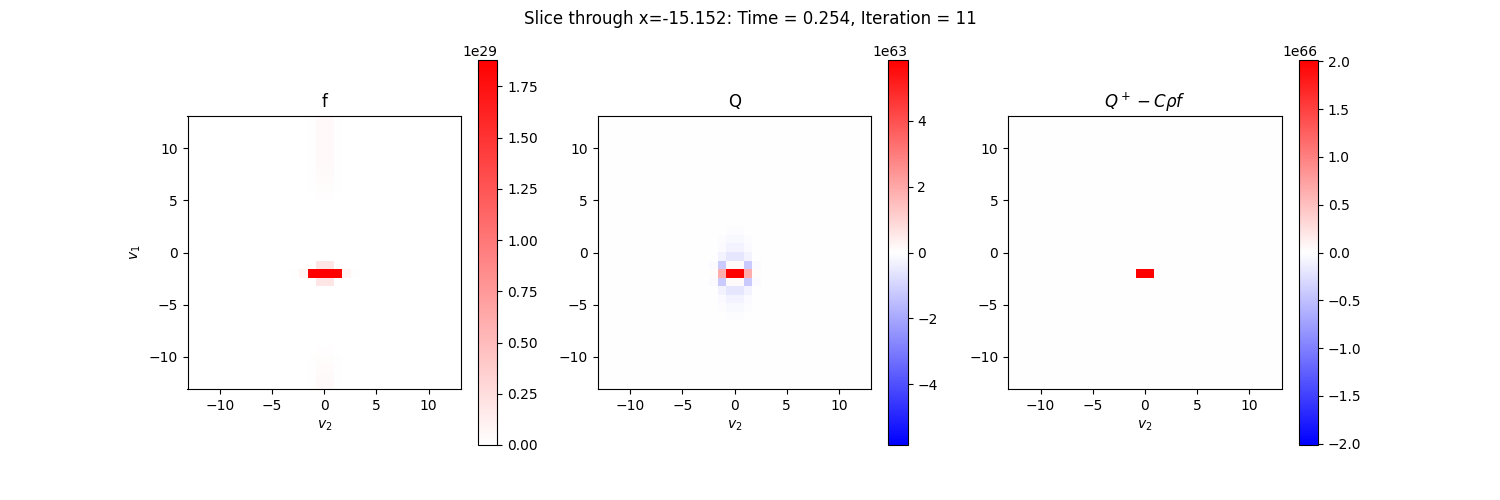 Slice through x=-15.152: Time = 0.254, Iteration = 11
f
v₁
10
5
0
−5
−10
−10 −5 0 5 10
v₂
1e29
1.75
1.50
1.25
1.00
0.75
0.50
0.25
0.00
Q
10
5
0
−5
−10
−10 −5 0 5 10
v₂
1e63
4
2
0
−2
−4
Q⁺ − Cρf
10
5
0
−5
−10
−10 −5 0 5 10
v₂
1e66
2.0
1.5
1.0
0.5
0.0
−0.5
−1.0
−1.5
−2.0